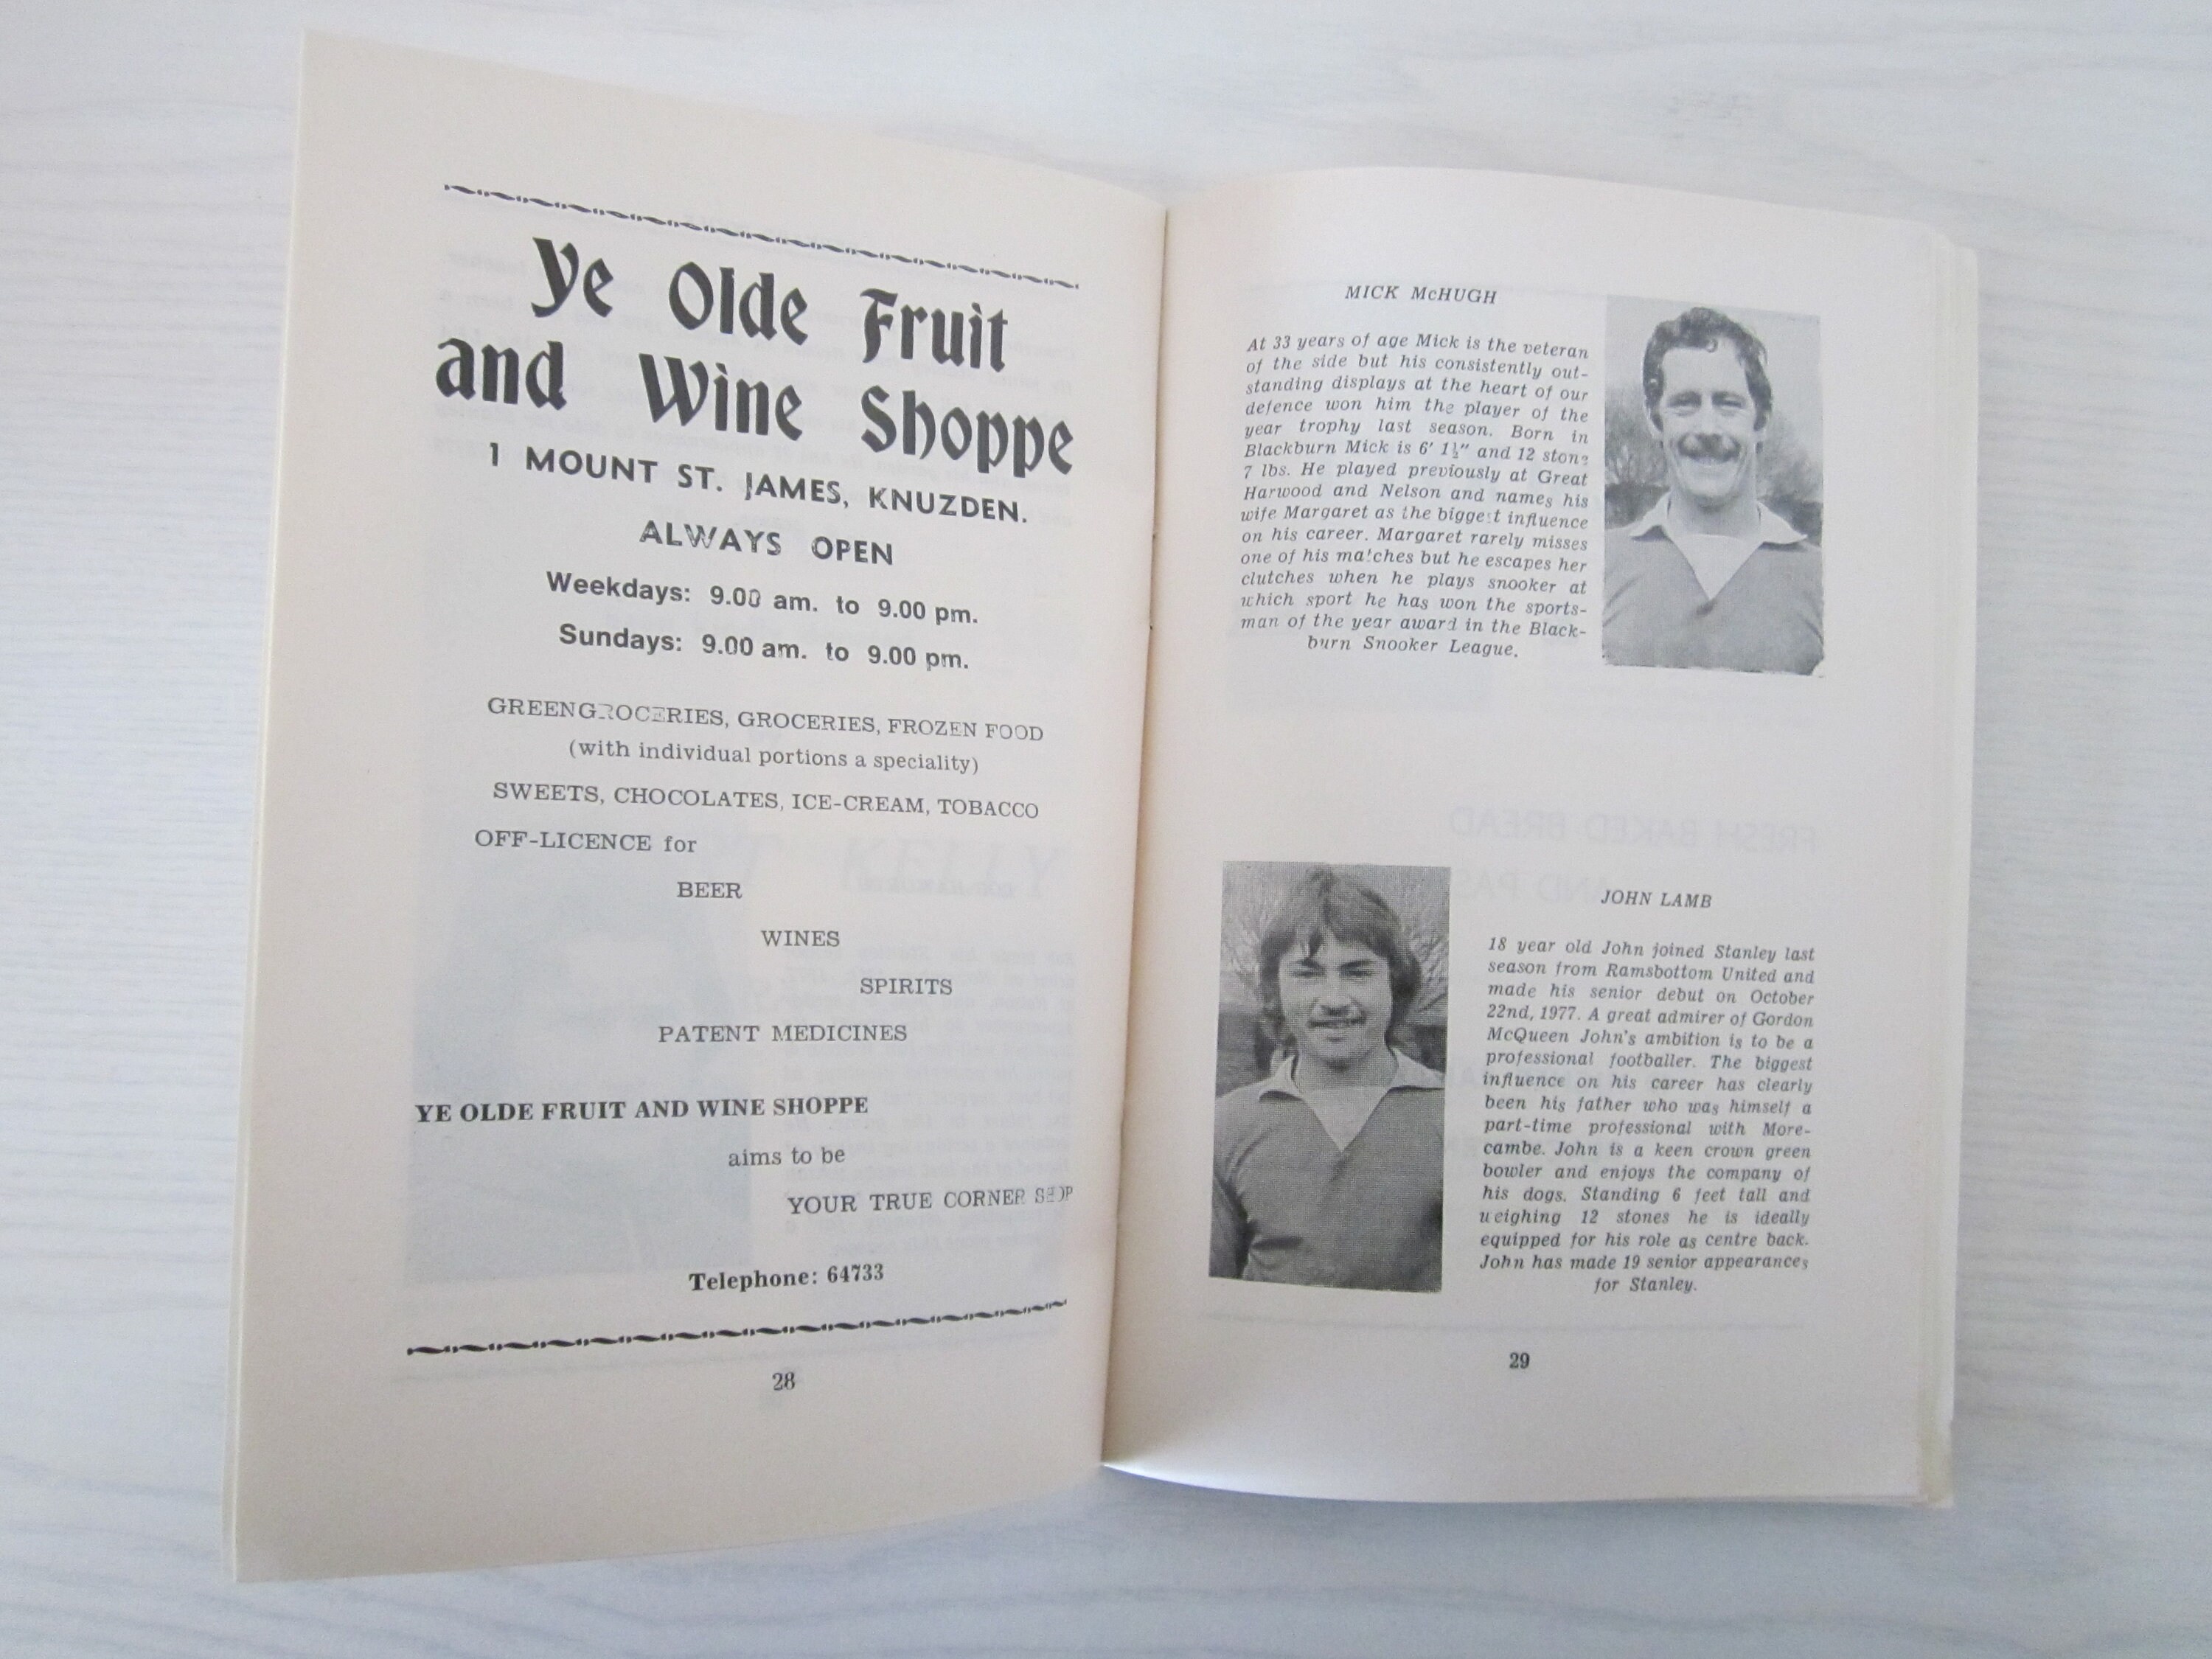 Ye Olde Fruit
and Wine Shoppe
1 MOUNT ST. JAMES, KNUZDEN.
ALWAYS OPEN
Weekdays: 9.00 am. to 9.00 pm.
Sundays: 9.00 am. to 9.00 pm.
GREENGROCERIES, GROCERIES, FROZEN FOOD
(with individual portions a speciality)
SWEETS, CHOCOLATES, ICE-CREAM, TOBACCO
OFF-LICENCE for
BEER
WINES
SPIRITS
PATENT MEDICINES
YE OLDE FRUIT AND WINE SHOPPE
aims to be
YOUR TRUE CORNER SHOP
Telephone: 64733
28
MICK McHUGH
At 33 years of age Mick is the veteran
of the side but his consistently out-
standing displays at the heart of our
defence won him the player of the
year trophy last season. Born in
Blackburn Mick is 6' 1½" and 12 stone
7 lbs. He played previously at Great
Harwood and Nelson and names his
wife Margaret as the biggest influence
on his career. Margaret rarely misses
one of his matches but he escapes her
clutches when he plays snooker at
which sport he has won the sports-
man of the year award in the Black-
burn Snooker League.
JOHN LAMB
18 year old John joined Stanley last
season from Ramsbottom United and
made his senior debut on October
22nd, 1977. A great admirer of Gordon
McQueen John's ambition is to be a
professional footballer. The biggest
influence on his career has clearly
been his father who was himself a
part-time professional with More-
cambe. John is a keen crown green
bowler and enjoys the company of
his dogs. Standing 6 feet tall and
weighing 12 stones he is ideally
equipped for his role as centre back.
John has made 19 senior appearances
for Stanley.
29